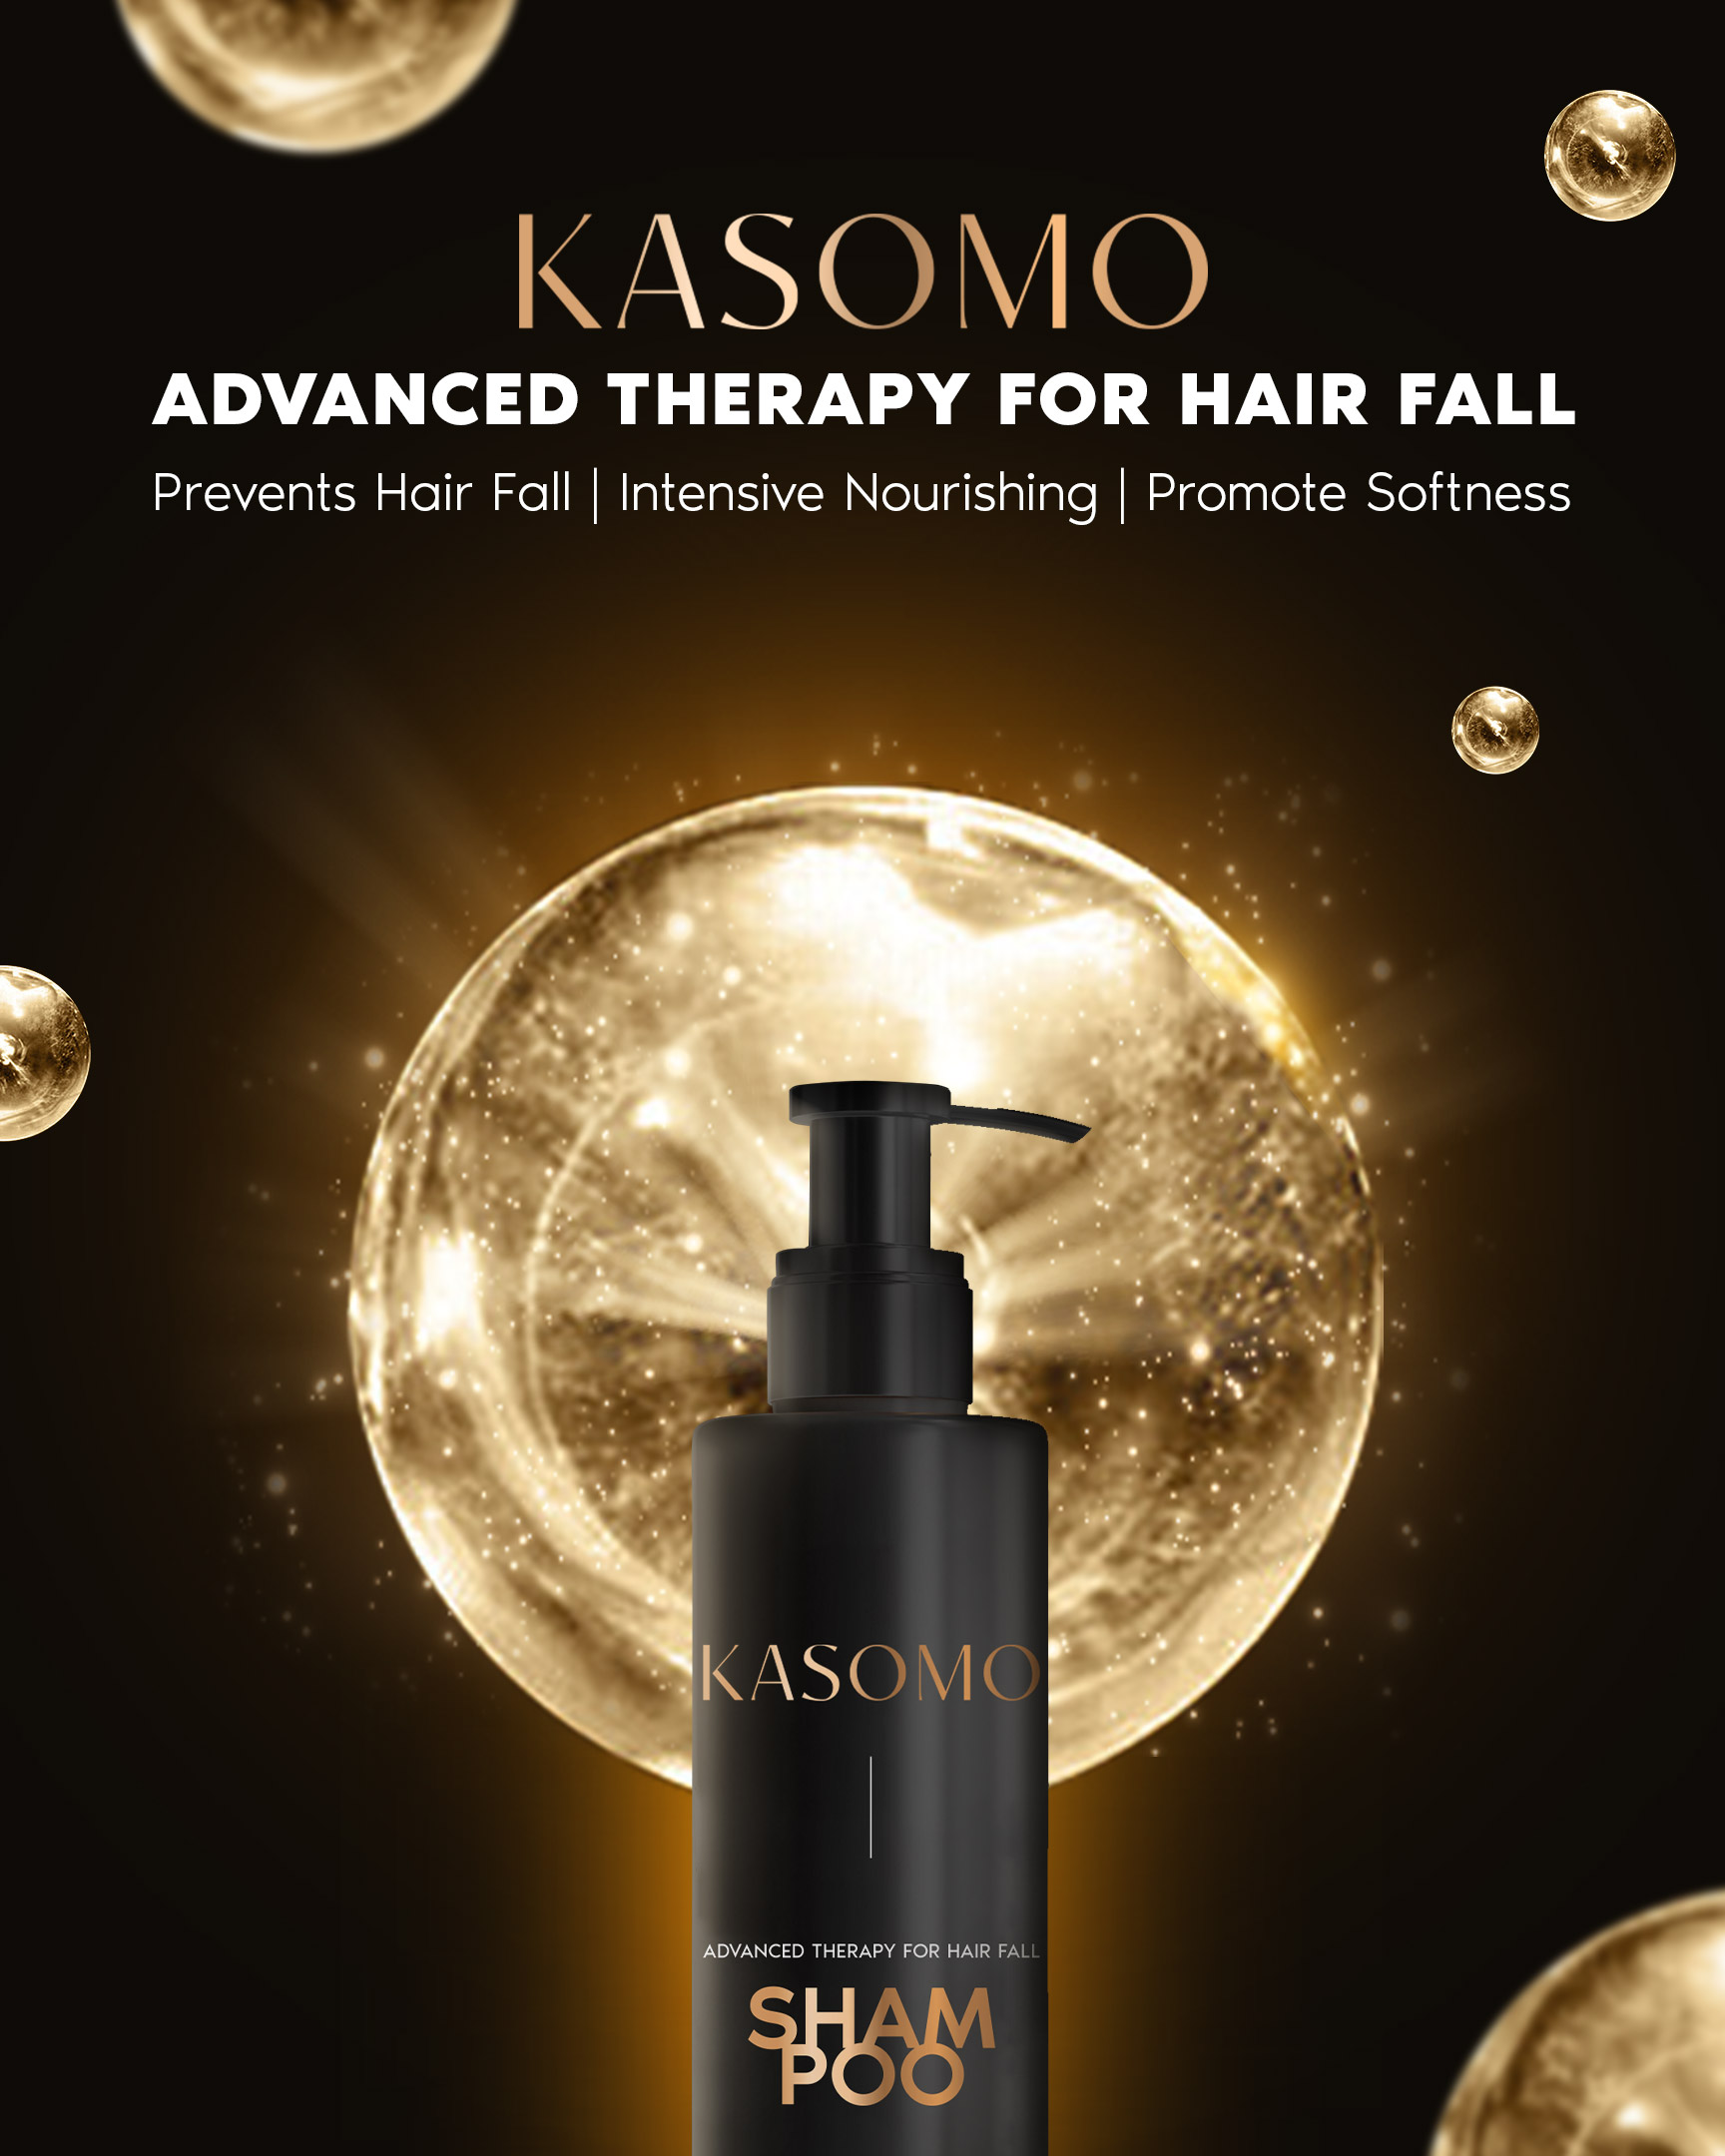 KASOMO
ADVANCED THERAPY FOR HAIR FALL
Prevents Hair Fall | Intensive Nourishing | Promote Softness
KASOMO
ADVANCED THERAPY FOR HAIR FALL
SHAM
POO